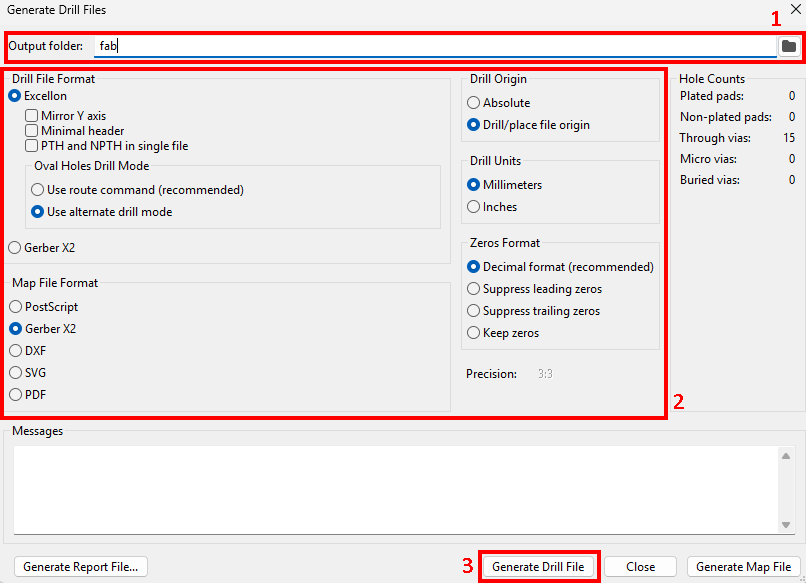 Generate Drill Files
1
Output folder: fab
Drill File Format
Excellon
Mirror Y axis
Minimal header
PTH and NPTH in single file
Oval Holes Drill Mode
Use route command (recommended)
Use alternate drill mode
Gerber X2
Map File Format
PostScript
Gerber X2
DXF
SVG
PDF
Drill Origin
Absolute
Drill/place file origin
Drill Units
Millimeters
Inches
Zeros Format
Decimal format (recommended)
Suppress leading zeros
Suppress trailing zeros
Keep zeros
Precision: 3:3
2
Hole Counts
Plated pads: 0
Non-plated pads: 0
Through vias: 15
Micro vias: 0
Buried vias: 0
Messages
Generate Report File...
3
Generate Drill File
Close
Generate Map File